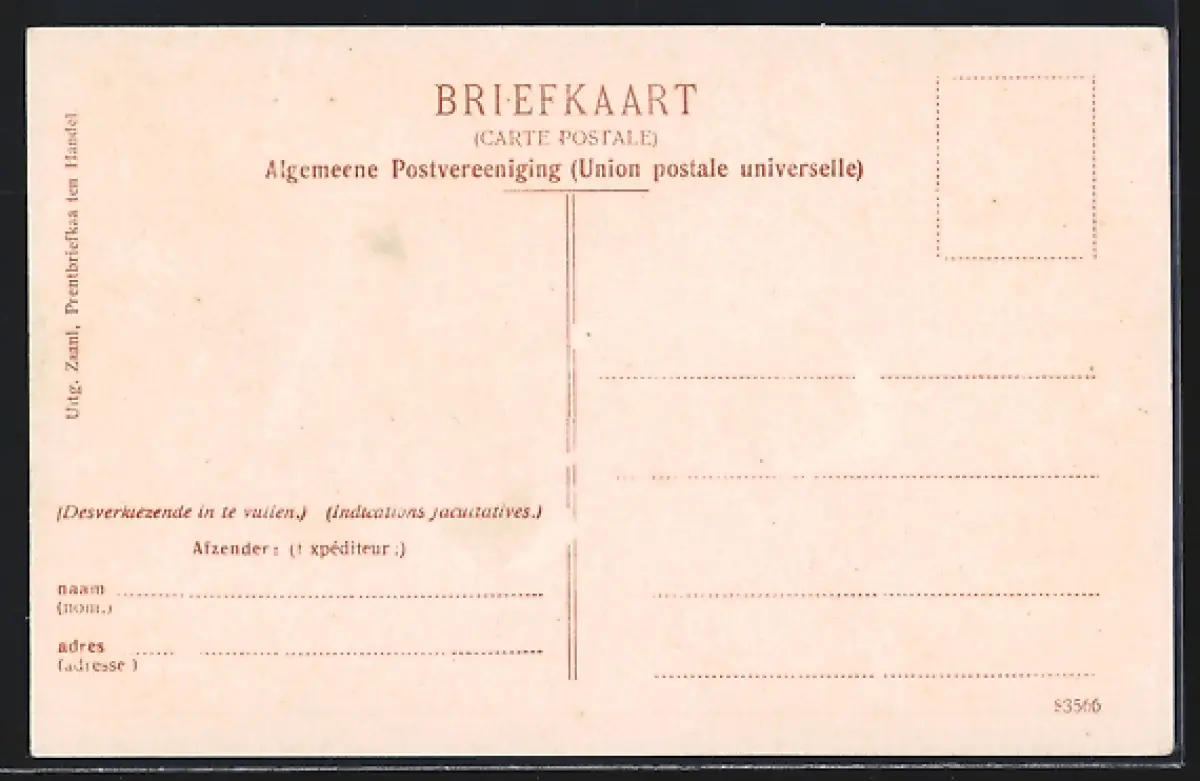 BRIEFKAART
(CARTE POSTALE)
Algemeene Postvereeniging (Union postale universelle)
Uitg. Zaanl. Prentbriefkaa ten Handel
(Desverkiezende in te vullen.) (Indications facultatives.)
Afzender: ( xpéditeur:)
naam
(nom.)
adres
(adresse)
83566